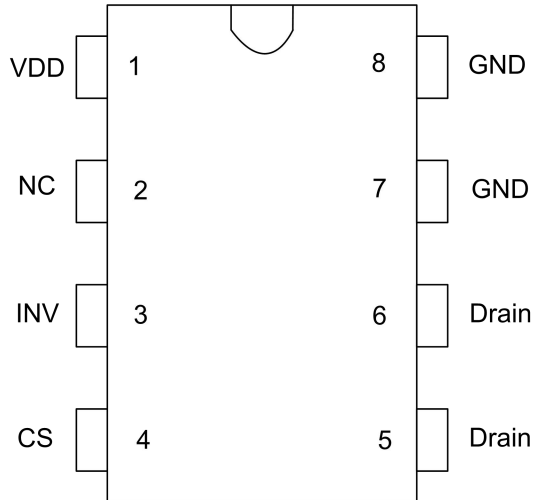 VDD 1 8 GND
NC 2 7 GND
INV 3 6 Drain
CS 4 5 Drain